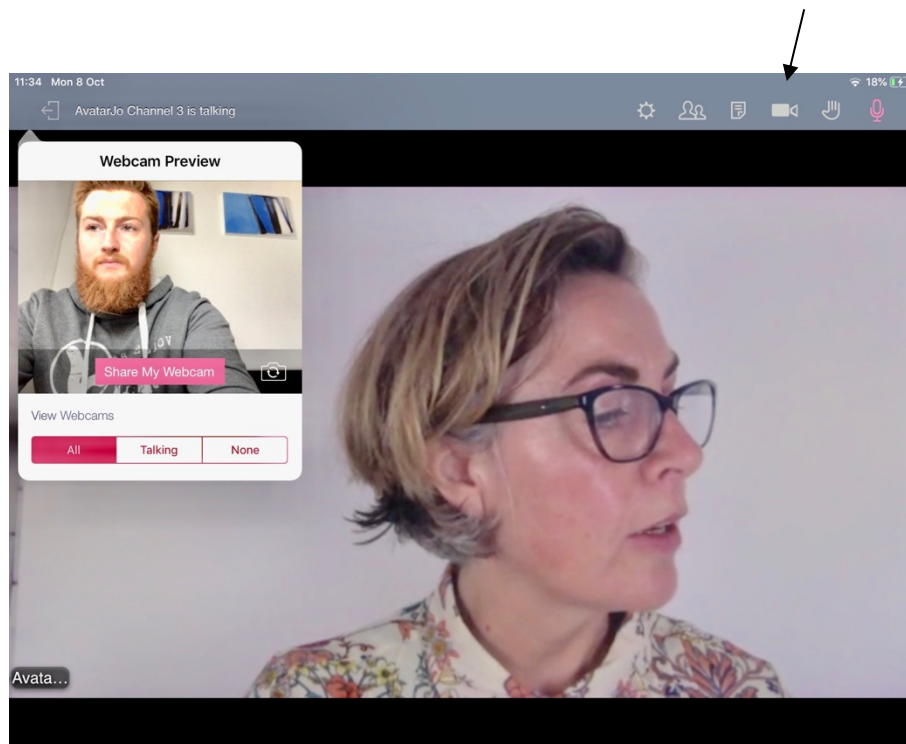 11:34 Mon 8 Oct
18%
AvatarJo Channel 3 is talking
Webcam Preview
Share My Webcam
View Webcams
All Talking None
Avata...